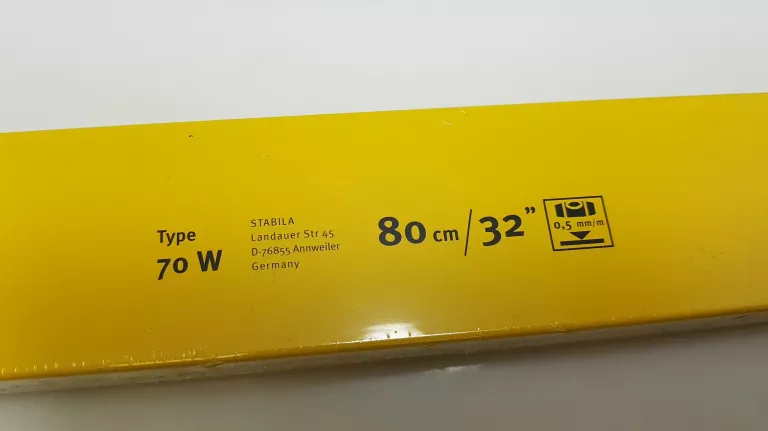 Type
70 W
STABILA
Landauer Str 45
D-76855 Annweiler
Germany
80 cm/32”
0,5 mm/m